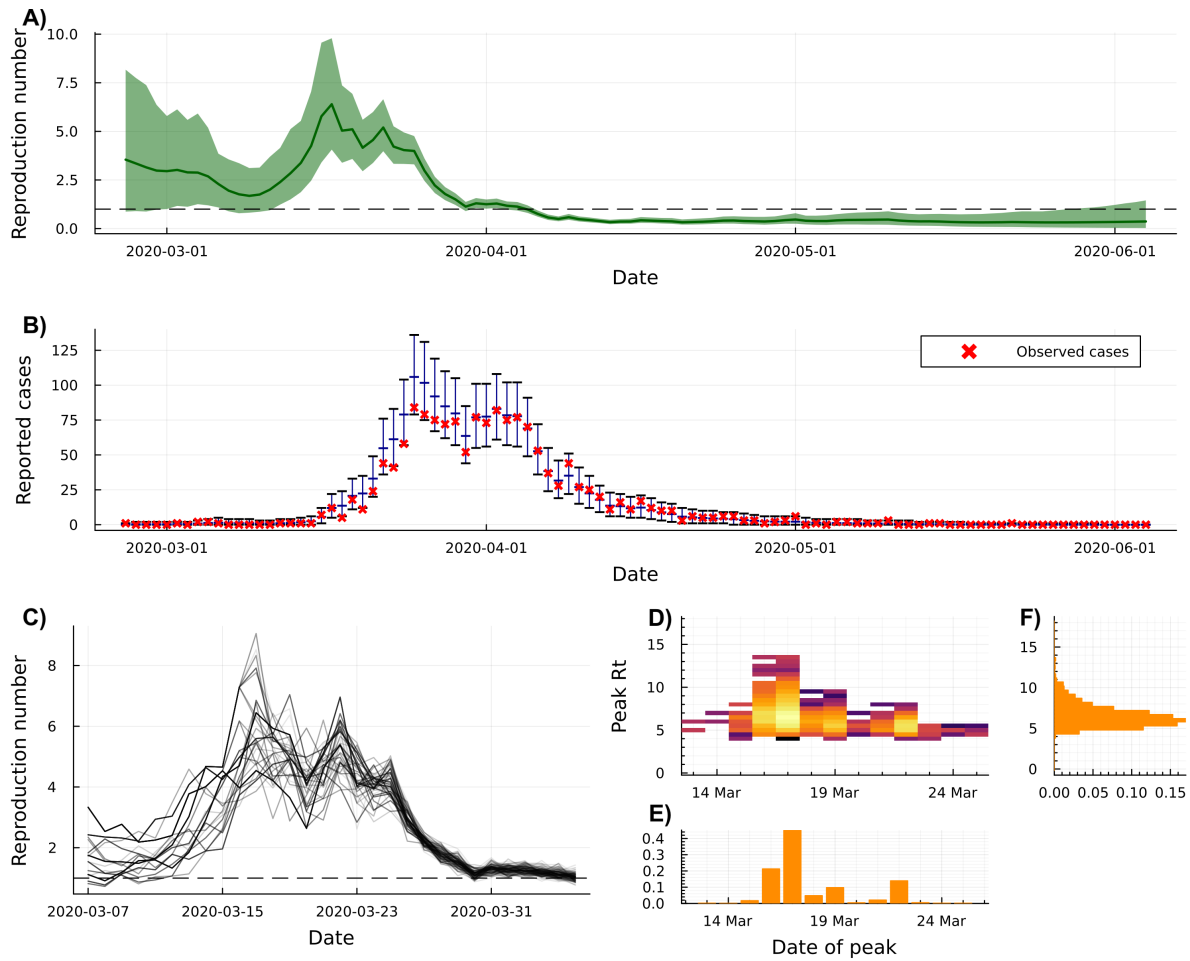 A)
Reproduction number
10.0
7.5
5.0
2.5
0.0
2020-03-01 2020-04-01 2020-05-01 2020-06-01
Date
B)
Reported cases
125
100
75
50
25
0
Observed cases
2020-03-01 2020-04-01 2020-05-01 2020-06-01
Date
C)
Reproduction number
8
6
4
2
2020-03-07 2020-03-15 2020-03-23 2020-03-31
Date
D)
Peak Rt
15
10
5
0
14 Mar 19 Mar 24 Mar
F)
15
10
5
0
0.00 0.05 0.10 0.15
E)
0.4
0.3
0.2
0.1
0.0
14 Mar 19 Mar 24 Mar
Date of peak